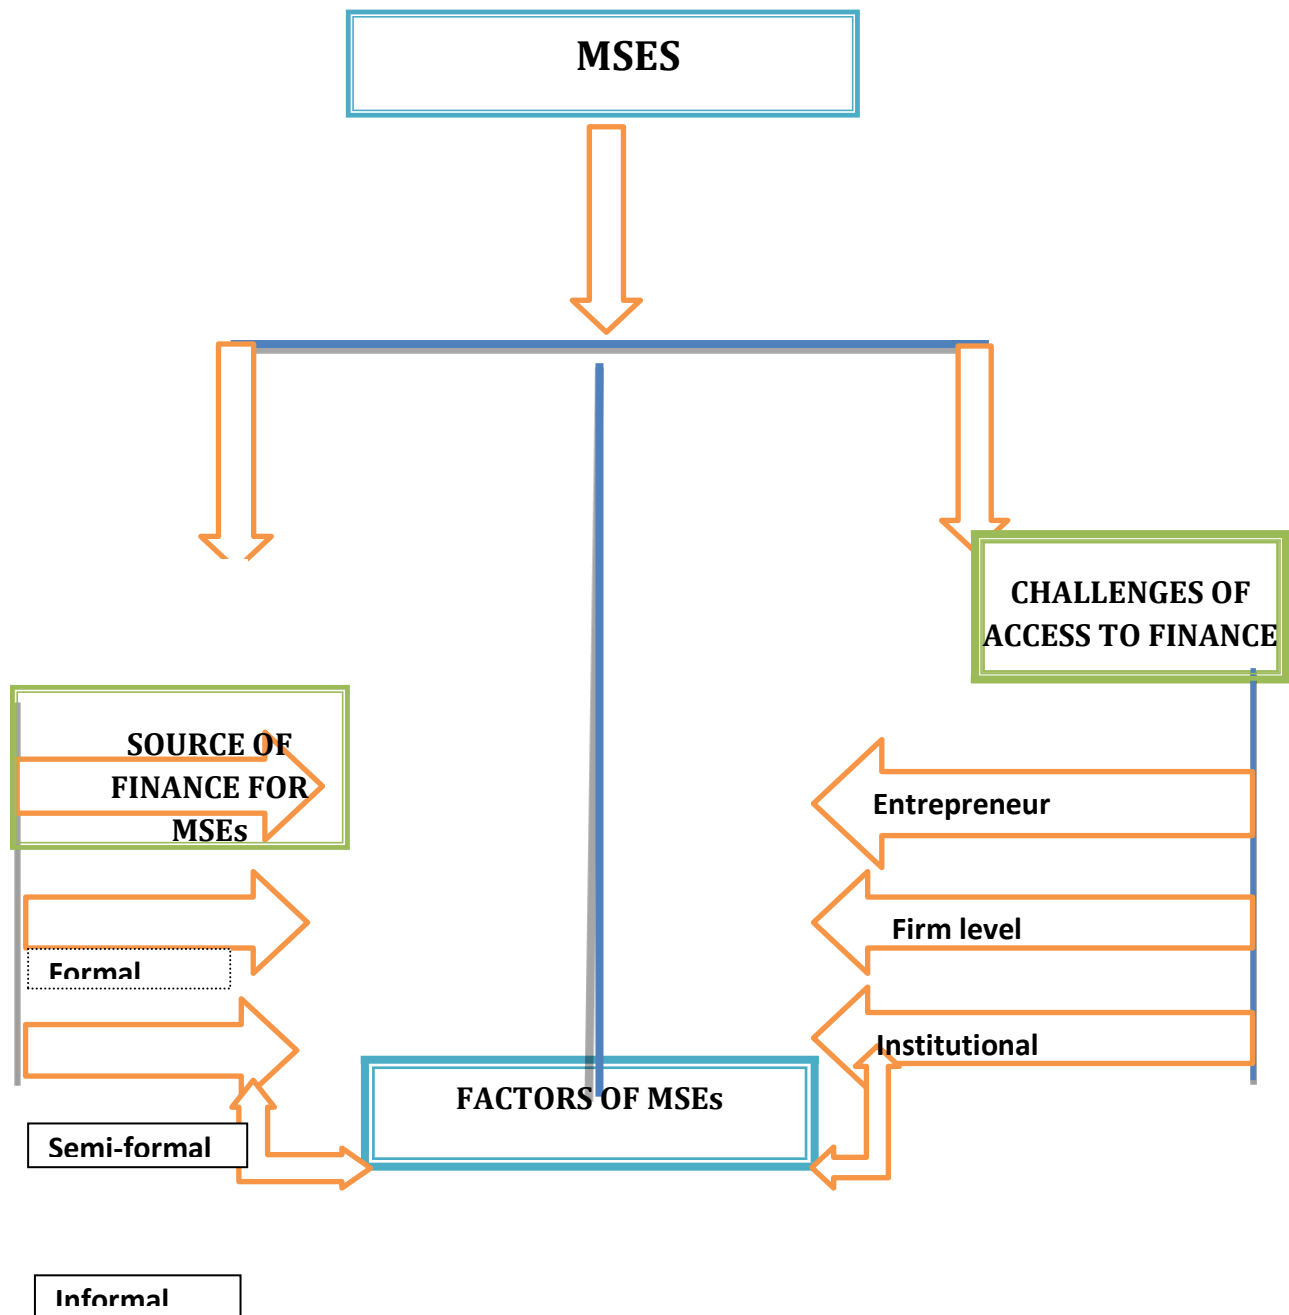 MSES
CHALLENGES OF
ACCESS TO FINANCE
SOURCE OF
FINANCE FOR
MSEs
Entrepreneur
Firm level
Formal
Institutional
FACTORS OF MSEs
Semi-formal
Informal